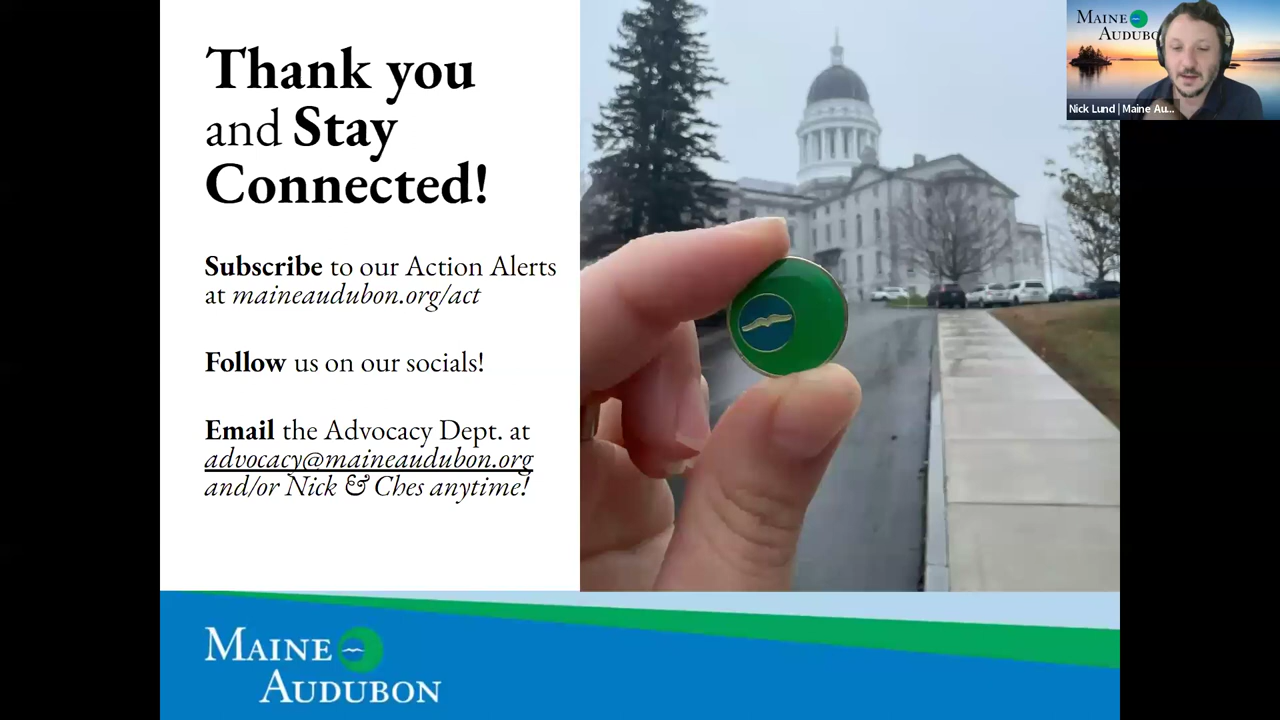 Thank you
and Stay
Connected!
Subscribe to our Action Alerts
at maineaudubon.org/act
Follow us on our socials!
Email the Advocacy Dept. at
advocacy@maineaudubon.org
and/or Nick & Ches anytime!
MAINE
AUDUBON
MAINE
AUDUBO
Nick Lund | Maine Au...